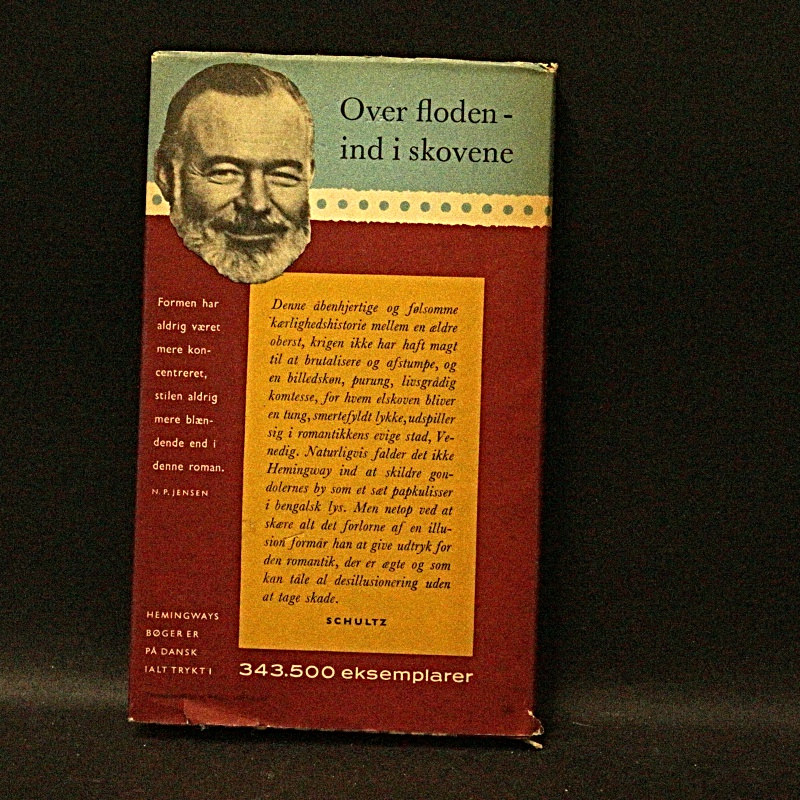 Over floden -
ind i skovene
Formen har
aldrig været
mere kon-
centreret,
stilen aldrig
mere blæn-
dende end i
denne roman.
N. P. JENSEN
Denne åbenhjertige og følsomme
kærlighedshistorie mellem en ældre
oberst, krigen ikke har haft magt
til at brutalisere og afstumpe, og
en billedskøn, purung, livsgrådig
komtesse, for hvem elskoven bliver
en tung, smertefyldt lykke, udspiller
sig i romantikkens evige stad, Ve-
nedig. Naturligvis falder det ikke
Hemingway ind at skildre gon-
dolernes by som et sæt papkulisser
i bengalsk lys. Men netop ved at
skære alt det forlorne af en illu-
sion formår han at give udtryk for
den romantik, der er ægte og som
kan tåle al desillusionering uden
at tage skade.
SCHULTZ
HEMINGWAYS
BØGER ER
PÅ DANSK
IALT TRYKT I
343.500 eksemplarer